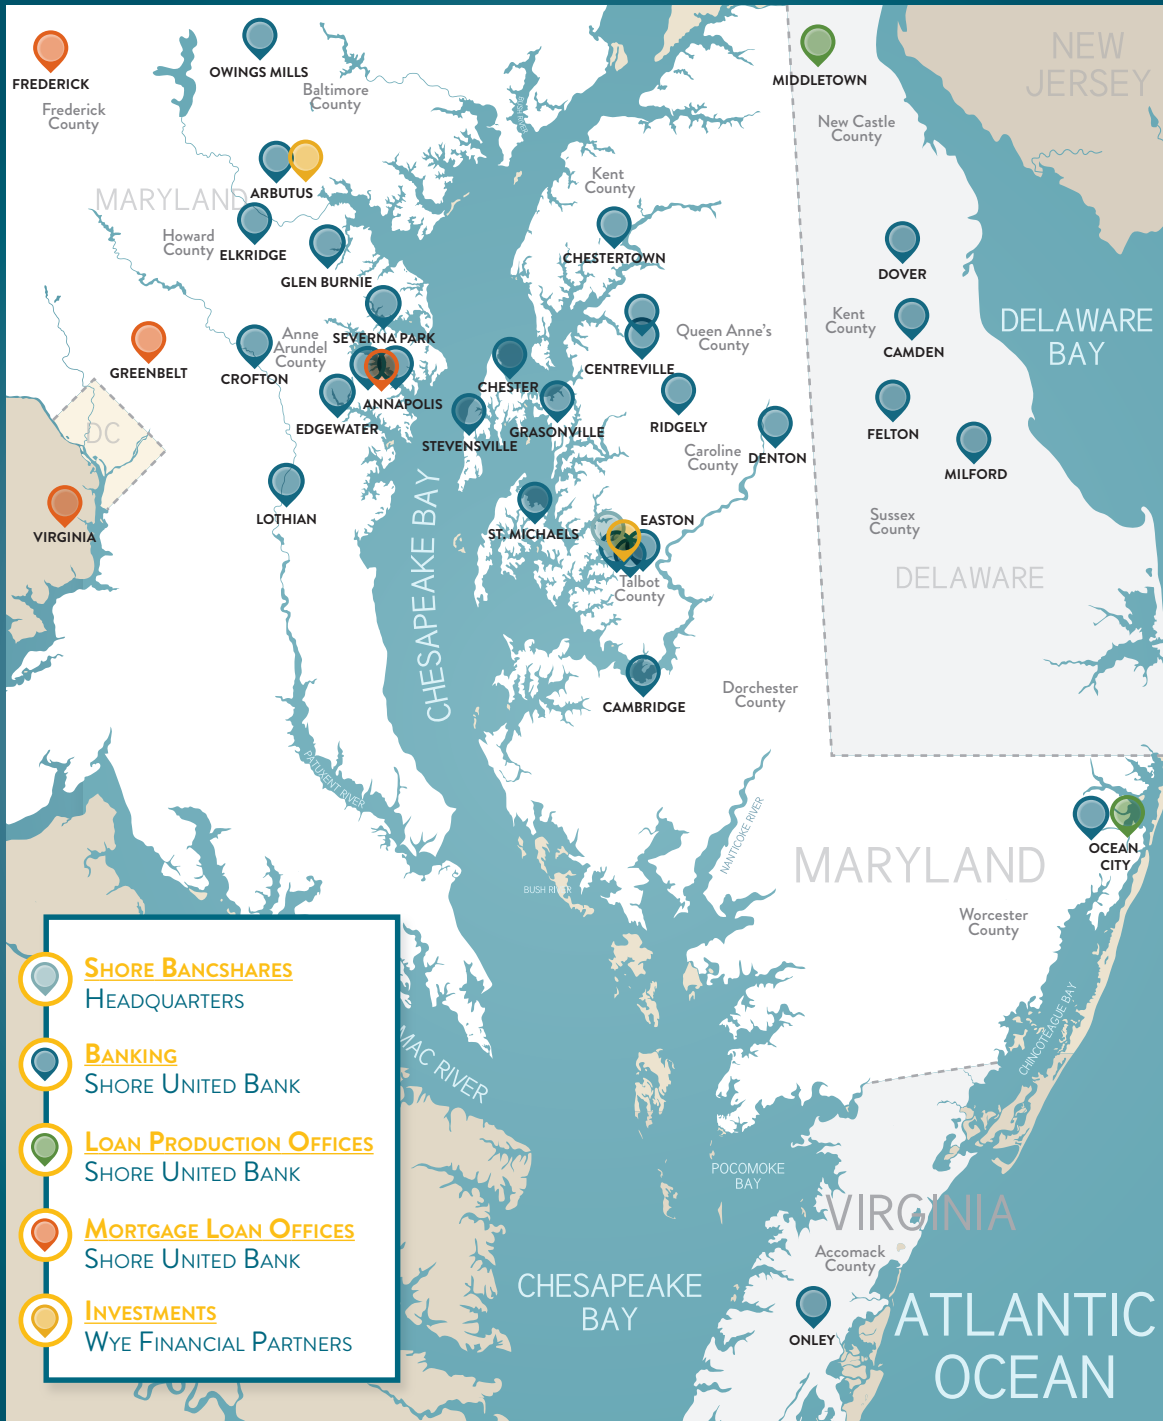 FREDERICK
Frederick
County
OWINGS MILLS
Baltimore
County
BUSH RIVER
MIDDLETOWN
NEW
JERSEY
New Castle
County
MARYLAND
ARBUTUS
Kent
County
Howard
County
ELKRIDGE
GLEN BURNIE
CHESTERTOWN
DOVER
SEVERNA PARK
Anne
Arundel
County
GREENBELT
CROFTON
ANNAPOLIS
EDGEWATER
CHESTER
STEVENSVILLE
GRASONVILLE
CENTREVILLE
Queen Anne's
County
RIDGELY
Caroline
County
DENTON
Kent
County
CAMDEN
DELAWARE
BAY
FELTON
MILFORD
DC
VIRGINIA
LOTHIAN
CHESAPEAKE BAY
ST. MICHAELS
EASTON
Talbot
County
Sussex
County
DELAWARE
CAMBRIDGE
Dorchester
County
PATUXENT RIVER
NANTICOKE RIVER
BUSH RIVER
MARYLAND
OCEAN
CITY
Worcester
County
CHINCOTEAGUE BAY
MAC RIVER
POCOMOKE
BAY
VIRGINIA
Accomack
County
ONLEY
CHESAPEAKE
BAY
ATLANTIC
OCEAN
SHORE BANCSHARES
HEADQUARTERS
BANKING
SHORE UNITED BANK
LOAN PRODUCTION OFFICES
SHORE UNITED BANK
MORTGAGE LOAN OFFICES
SHORE UNITED BANK
INVESTMENTS
WYE FINANCIAL PARTNERS